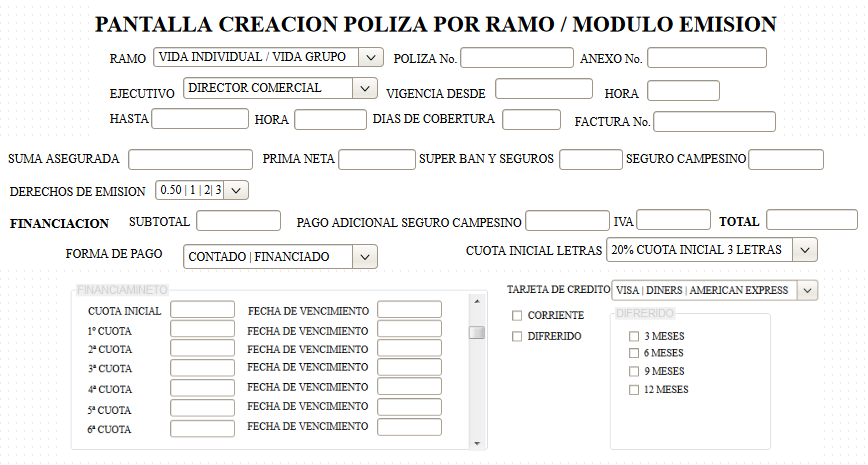 PANTALLA CREACION POLIZA POR RAMO / MODULO EMISION
RAMO VIDA INDIVIDUAL / VIDA GRUPO POLIZA No. ANEXO No.
EJECUTIVO DIRECTOR COMERCIAL VIGENCIA DESDE HORA
HASTA HORA DIAS DE COBERTURA FACTURA No.
SUMA ASEGURADA PRIMA NETA SUPER BAN Y SEGUROS SEGURO CAMPESINO
DERECHOS DE EMISION 0.50 | 1 | 2| 3
FINANCIACION SUBTOTAL PAGO ADICIONAL SEGURO CAMPESINO IVA TOTAL
FORMA DE PAGO CONTADO | FINANCIADO CUOTA INICIAL LETRAS 20% CUOTA INICIAL 3 LETRAS
FINANCIAMINETO
CUOTA INICIAL FECHA DE VENCIMIENTO
1º CUOTA FECHA DE VENCIMIENTO
2ª CUOTA FECHA DE VENCIMIENTO
3ª CUOTA FECHA DE VENCIMIENTO
4ª CUOTA FECHA DE VENCIMIENTO
5ª CUOTA FECHA DE VENCIMIENTO
6ª CUOTA FECHA DE VENCIMIENTO
TARJETA DE CREDITO VISA | DINERS | AMERICAN EXPRESS
CORRIENTE
DIFRERIDO
DIFRERIDO
3 MESES
6 MESES
9 MESES
12 MESES